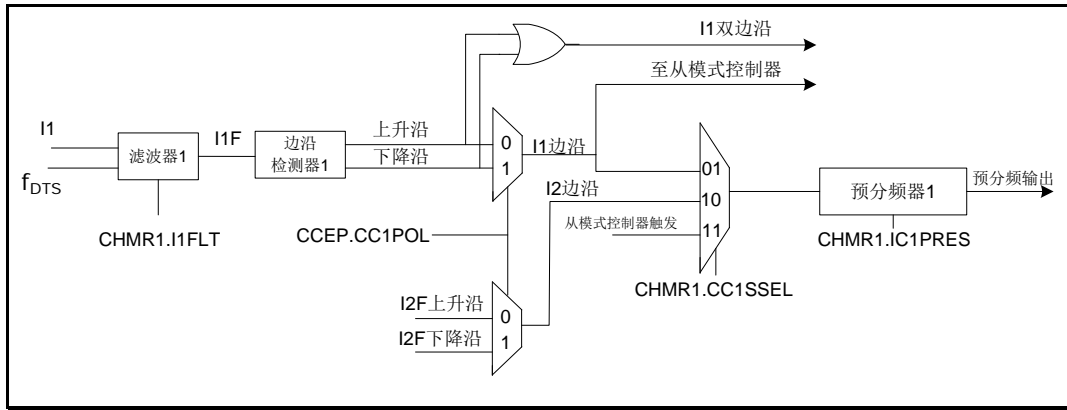 I1双边沿
至从模式控制器
I1
I1F
上升沿
滤波器1
边沿
检测器1
下降沿
0
1
I1边沿
fDTS
01
10
11
I2边沿
从模式控制器触发
预分频器1
预分频输出
CHMR1.I1FLT
CCEP.CC1POL
CHMR1.IC1PRES
CHMR1.CC1SSEL
I2F上升沿
0
I2F下降沿
1